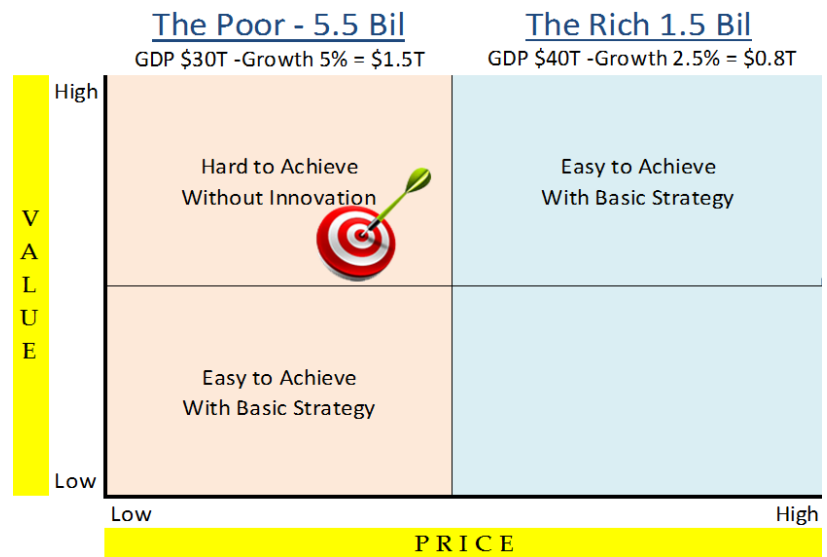 The Poor - 5.5 Bil
The Rich 1.5 Bil
GDP $30T -Growth 5% = $1.5T
GDP $40T -Growth 2.5% = $0.8T
High
Hard to Achieve
Without Innovation
Easy to Achieve
With Basic Strategy
V
A
L
U
E
Easy to Achieve
With Basic Strategy
Low
Low
High
P R I C E